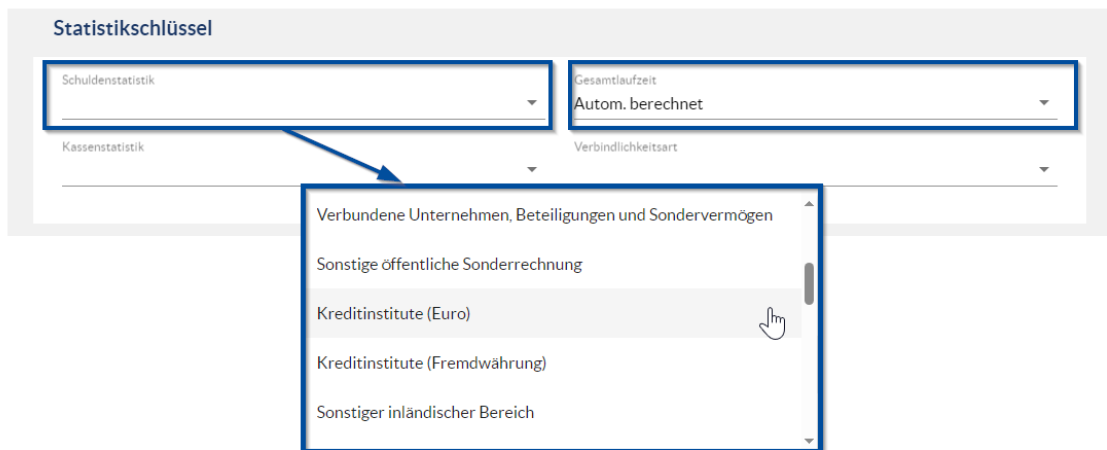 Statistikschlüssel
Schuldenstatistik
Gesamtlaufzeit
Autom. berechnet
Kassenstatistik
Verbindlichkeitsart
Verbundene Unternehmen, Beteiligungen und Sondervermögen
Sonstige öffentliche Sonderrechnung
Kreditinstitute (Euro)
Kreditinstitute (Fremdwährung)
Sonstiger inländischer Bereich